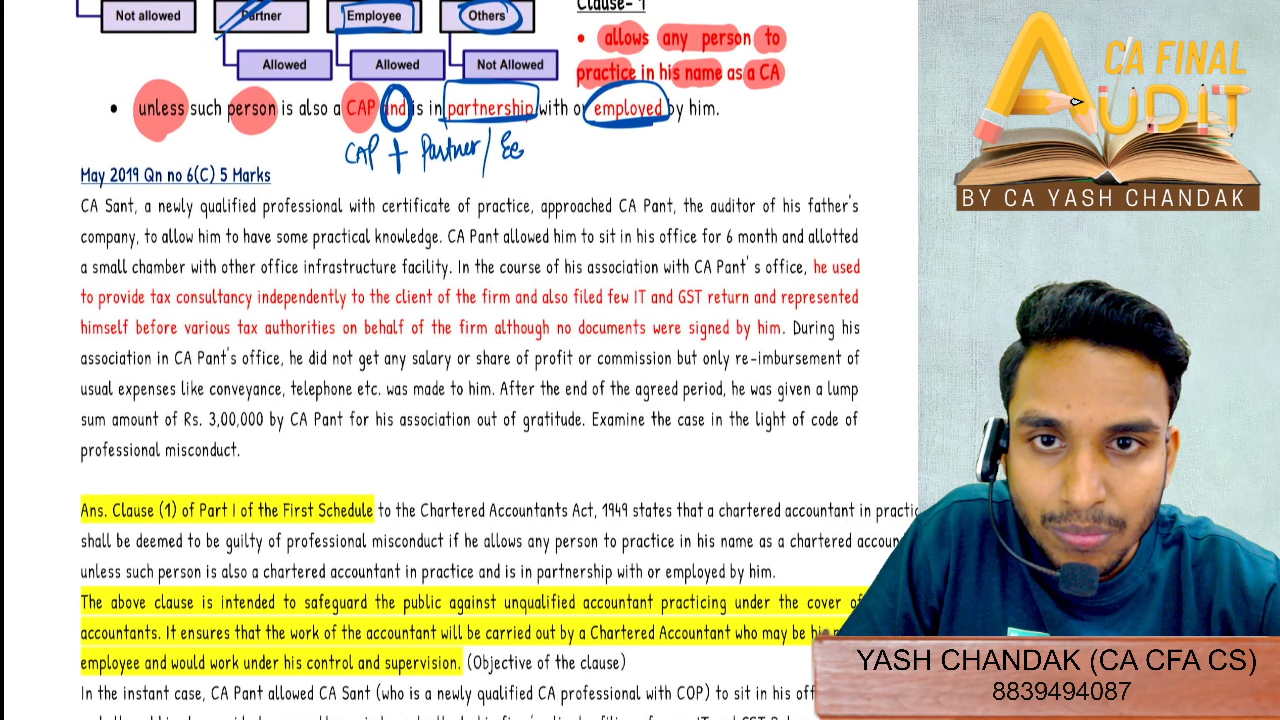 Clause- 1
Not allowed
Partner
Employee
Others
Allowed
Allowed
Not Allowed
• allows any person to
practice in his name as a CA
• unless such person is also a CAP and is in partnership with or employed by him.
CAP + Partner/ Ee
May 2019 Qn no 6(C) 5 Marks
CA Sant, a newly qualified professional with certificate of practice, approached CA Pant, the auditor of his father's
company, to allow him to have some practical knowledge. CA Pant allowed him to sit in his office for 6 month and allotted
a small chamber with other office infrastructure facility. In the course of his association with CA Pant's office, he used
to provide tax consultancy independently to the client of the firm and also filed few IT and GST return and represented
himself before various tax authorities on behalf of the firm although no documents were signed by him. During his
association in CA Pant's office, he did not get any salary or share of profit or commission but only re-imbursement of
usual expenses like conveyance, telephone etc. was made to him. After the end of the agreed period, he was given a lump
sum amount of Rs. 3,00,000 by CA Pant for his association out of gratitude. Examine the case in the light of code of
professional misconduct.
Ans. Clause (1) of Part I of the First Schedule to the Chartered Accountants Act, 1949 states that a chartered accountant in
shall be deemed to be guilty of professional misconduct if he allows any person to practice in his name as a chartered
unless such person is also a chartered accountant in practice and is in partnership with or employed by him.
The above clause is intended to safeguard the public against unqualified accountant practicing under the cover of
accountants. It ensures that the work of the accountant will be carried out by a Chartered Accountant who may be his
employee and would work under his control and supervision. (Objective of the clause)
In the instant case, CA Pant allowed CA Sant (who is a newly qualified CA professional with COP) to sit in his
CA FINAL
AUDIT
BY CA YASH CHANDAK
YASH CHANDAK (CA CFA CS)
8839494087